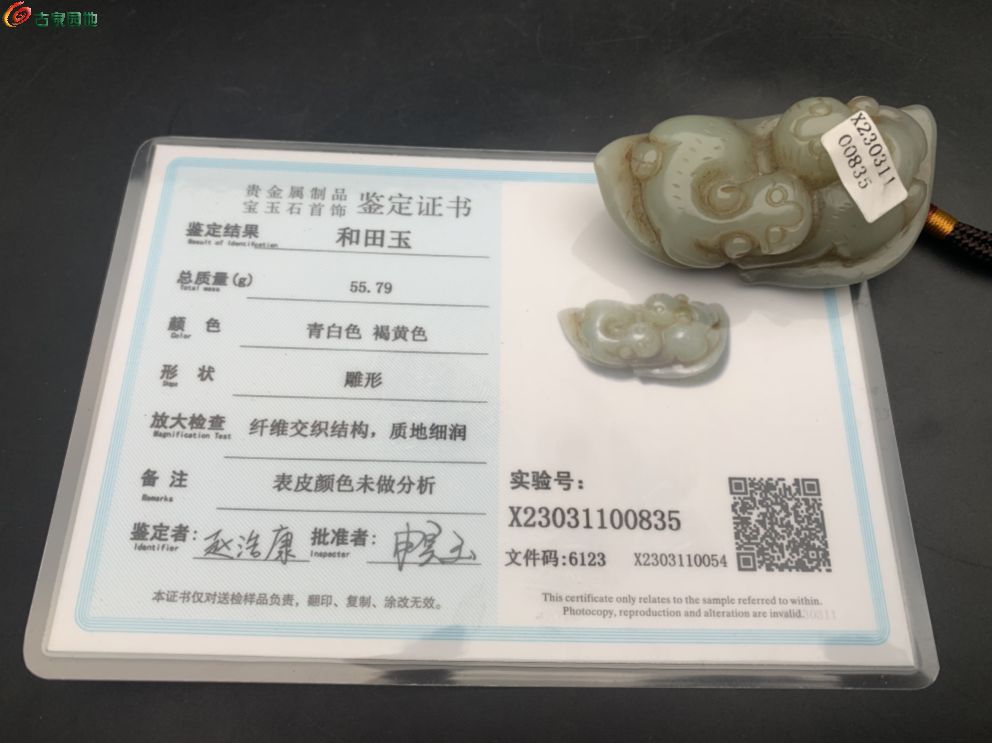 古泉园地
贵金属制品
宝玉石首饰 鉴定证书
鉴定结果 和田玉
Result of identification
总质量(g) 55.79
Total mass
颜 色 青白色 褐黄色
Color
形 状 雕形
Shape
放大检查 纤维交织结构，质地细润
Magnification Test
备 注 表皮颜色未做分析
Remarks
鉴定者： 赵浩康 批准者：
Identifier Inspecter
本证书仅对送检样品负责，翻印、复制、涂改无效。
X230311
00835
实验号：
X23031100835
文件码:6123 X2303110054
This certificate only relates to the sample referred to within.
Photocopy, reproduction and alteration are invalid.